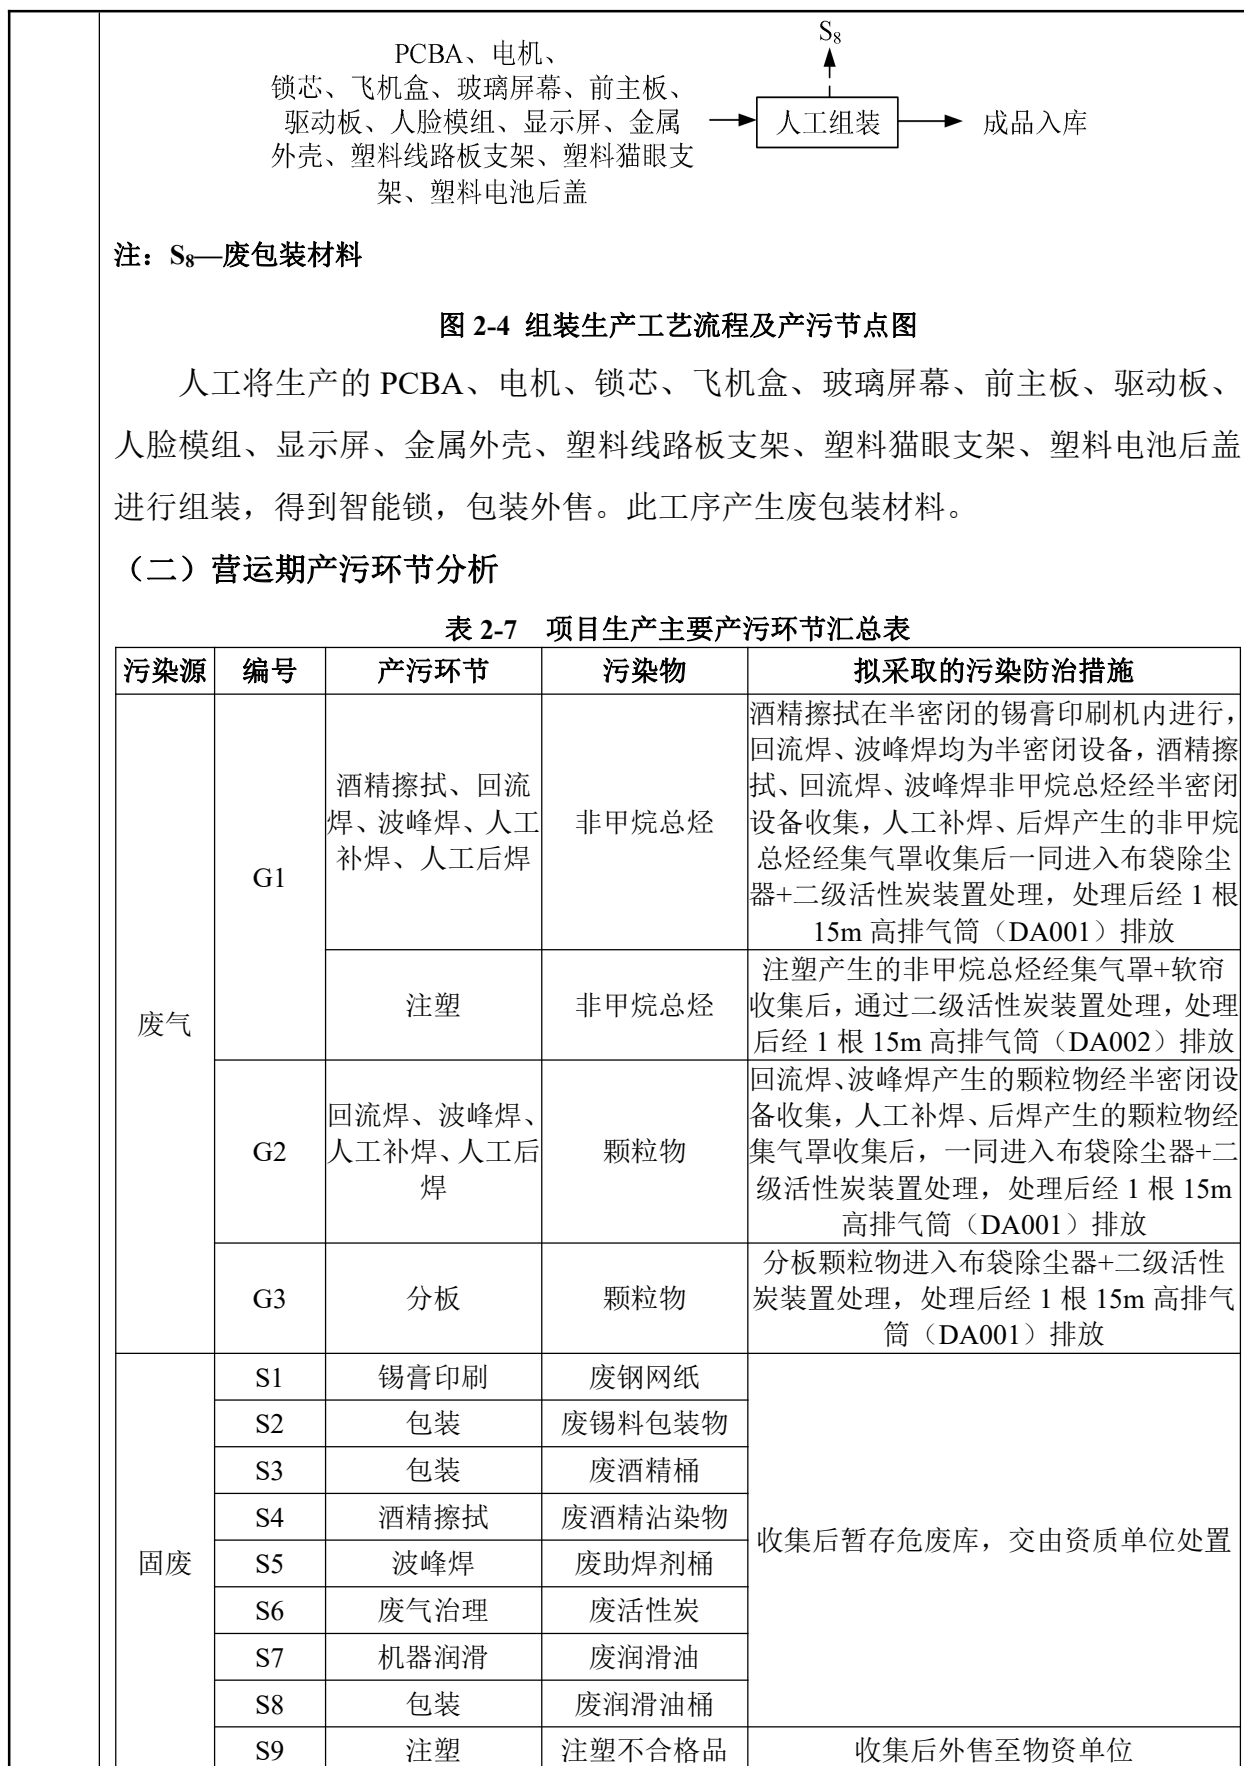 S₈
PCBA、电机、
锁芯、飞机盒、玻璃屏幕、前主板、
驱动板、人脸模组、显示屏、金属
外壳、塑料线路板支架、塑料猫眼支
架、塑料电池后盖
人工组装
成品入库
注：S₈—废包装材料
图 2-4 组装生产工艺流程及产污节点图
人工将生产的 PCBA、电机、锁芯、飞机盒、玻璃屏幕、前主板、驱动板、
人脸模组、显示屏、金属外壳、塑料线路板支架、塑料猫眼支架、塑料电池后盖
进行组装，得到智能锁，包装外售。此工序产生废包装材料。
（二）营运期产污环节分析
表 2-7 项目生产主要产污环节汇总表
污染源 编号 产污环节 污染物 拟采取的污染防治措施
废气
G1
酒精擦拭、回流
焊、波峰焊、人工
补焊、人工后焊
非甲烷总烃
酒精擦拭在半密闭的锡膏印刷机内进行，
回流焊、波峰焊均为半密闭设备，酒精擦
拭、回流焊、波峰焊非甲烷总烃经半密闭
设备收集，人工补焊、后焊产生的非甲烷
总烃经集气罩收集后一同进入布袋除尘
器+二级活性炭装置处理，处理后经 1 根
15m 高排气筒（DA001）排放
注塑
非甲烷总烃
注塑产生的非甲烷总烃经集气罩+软帘
收集后，通过二级活性炭装置处理，处理
后经 1 根 15m 高排气筒（DA002）排放
G2
回流焊、波峰焊、
人工补焊、人工后
焊
颗粒物
回流焊、波峰焊产生的颗粒物经半密闭设
备收集，人工补焊、后焊产生的颗粒物经
集气罩收集后，一同进入布袋除尘器+二
级活性炭装置处理，处理后经 1 根 15m
高排气筒（DA001）排放
G3
分板
颗粒物
分板颗粒物进入布袋除尘器+二级活性
炭装置处理，处理后经 1 根 15m 高排气
筒（DA001）排放
固废
S1 锡膏印刷 废钢网纸
S2 包装 废锡料包装物
S3 包装 废酒精桶
S4 酒精擦拭 废酒精沾染物
收集后暂存危废库，交由资质单位处置
S5 波峰焊 废助焊剂桶
S6 废气治理 废活性炭
S7 机器润滑 废润滑油
S8 包装 废润滑油桶
S9 注塑 注塑不合格品 收集后外售至物资单位